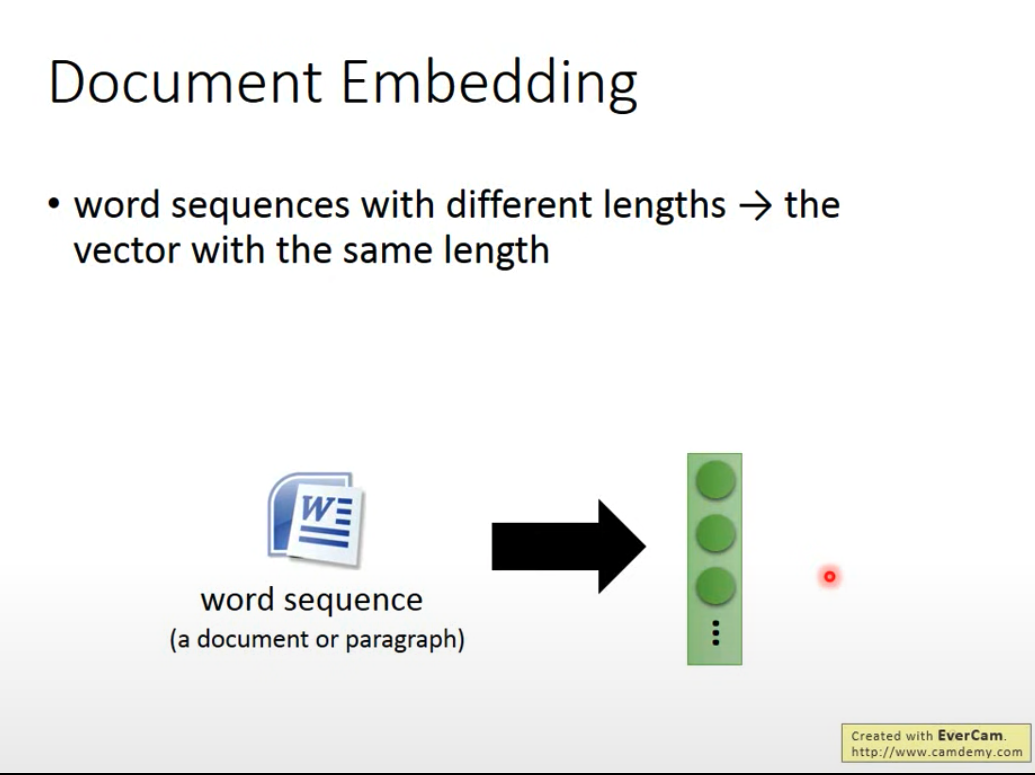 Document Embedding
• word sequences with different lengths → the
vector with the same length
W
word sequence
(a document or paragraph)
Created with EverCam.
http://www.camdemy.com